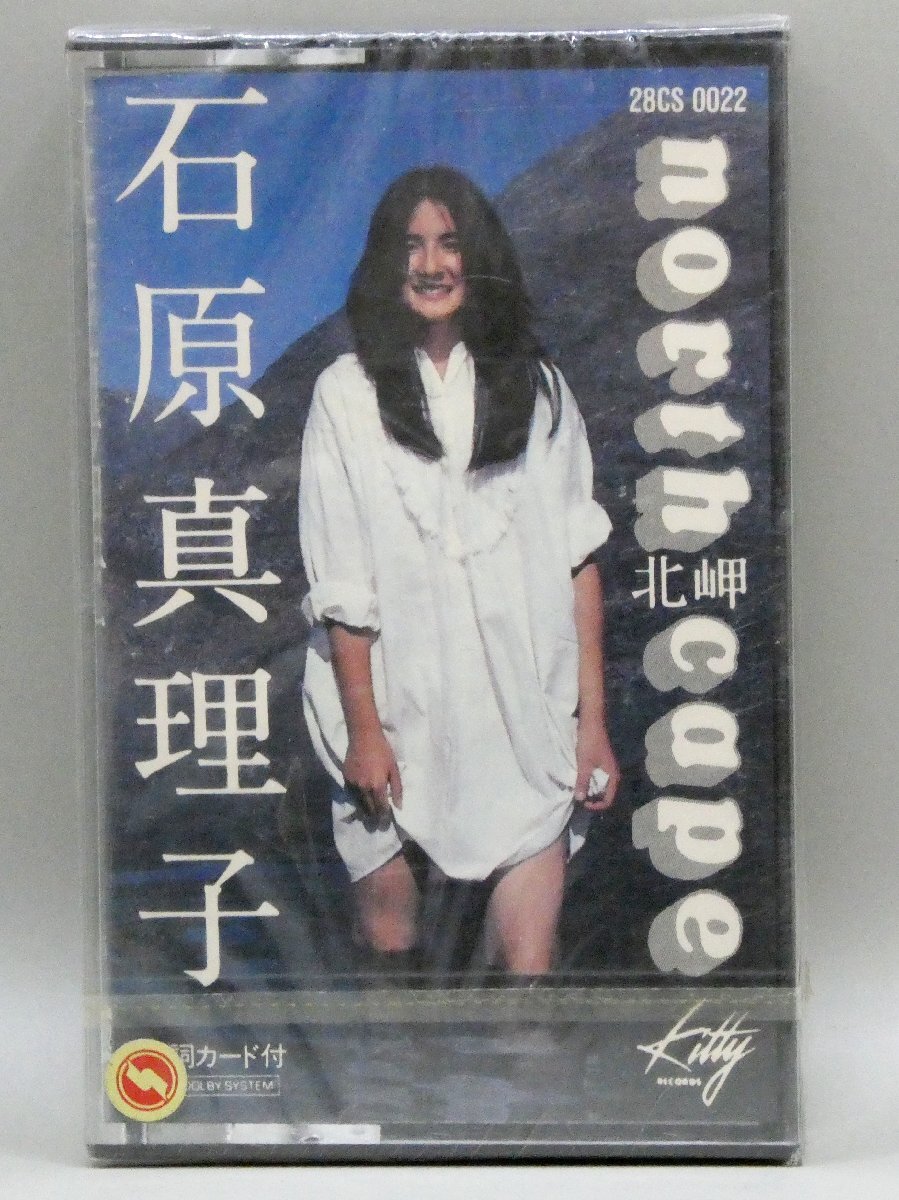 石原真理子
28CS 0022
north cape
北岬
詞カード付
DOLBY SYSTEM
Kitty
RECORDS